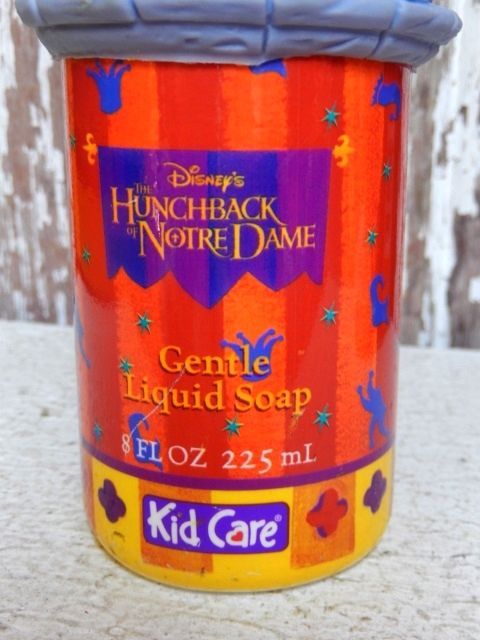 Disney's
THE HUNCHBACK
OF NOTRE DAME
Gentle
Liquid Soap
8 FL OZ 225 mL
Kid Care®